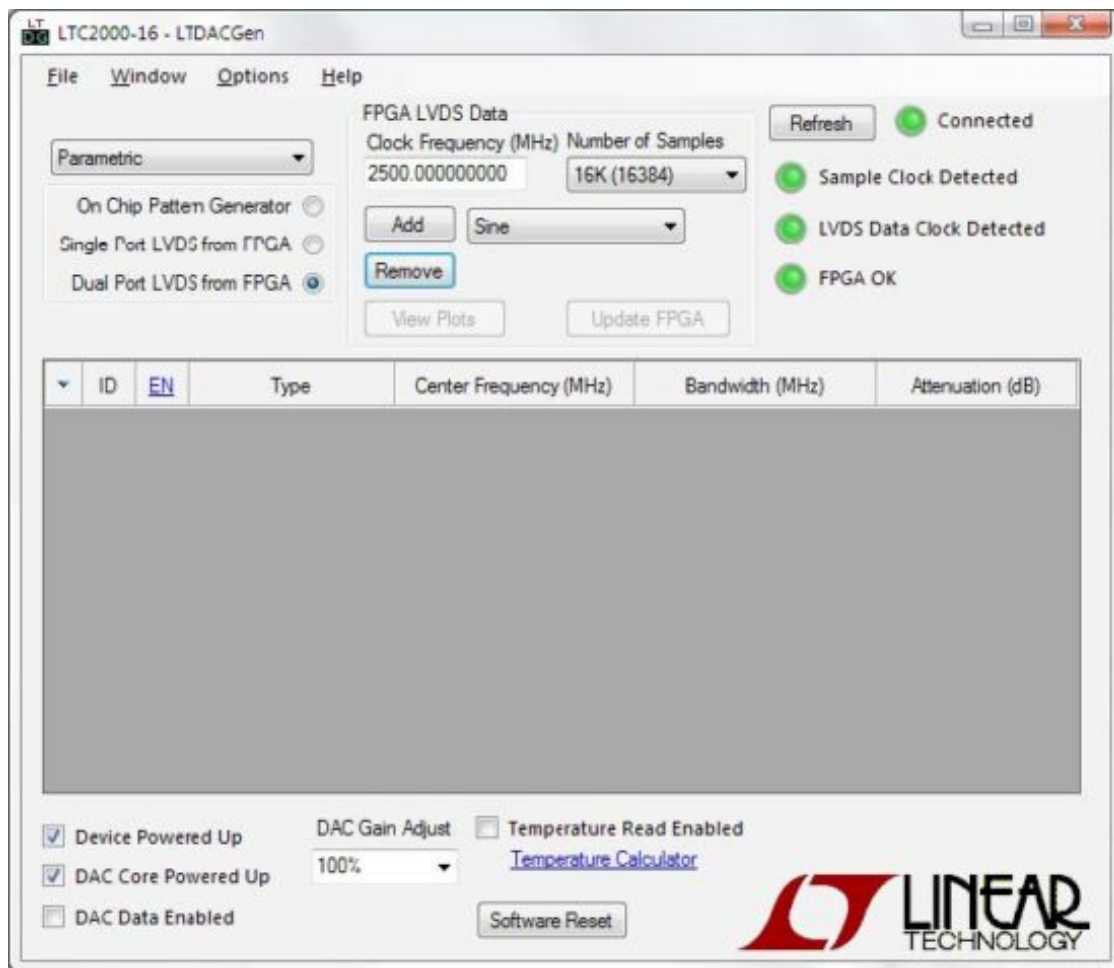 LTC2000-16 - LTDACGen
File Window Options Help
Parametric
On Chip Pattern Generator
Single Port LVDS from FPGA
Dual Port LVDS from FPGA
FPGA LVDS Data
Clock Frequency (MHz) Number of Samples
2500.000000000 16K (16384)
Add Sine
Remove
View Plots Update FPGA
Refresh Connected
Sample Clock Detected
LVDS Data Clock Detected
FPGA OK
ID EN Type Center Frequency (MHz) Bandwidth (MHz) Attenuation (dB)
Device Powered Up
DAC Core Powered Up
DAC Data Enabled
DAC Gain Adjust
100%
Temperature Read Enabled
Temperature Calculator
Software Reset
LINEAR
TECHNOLOGY